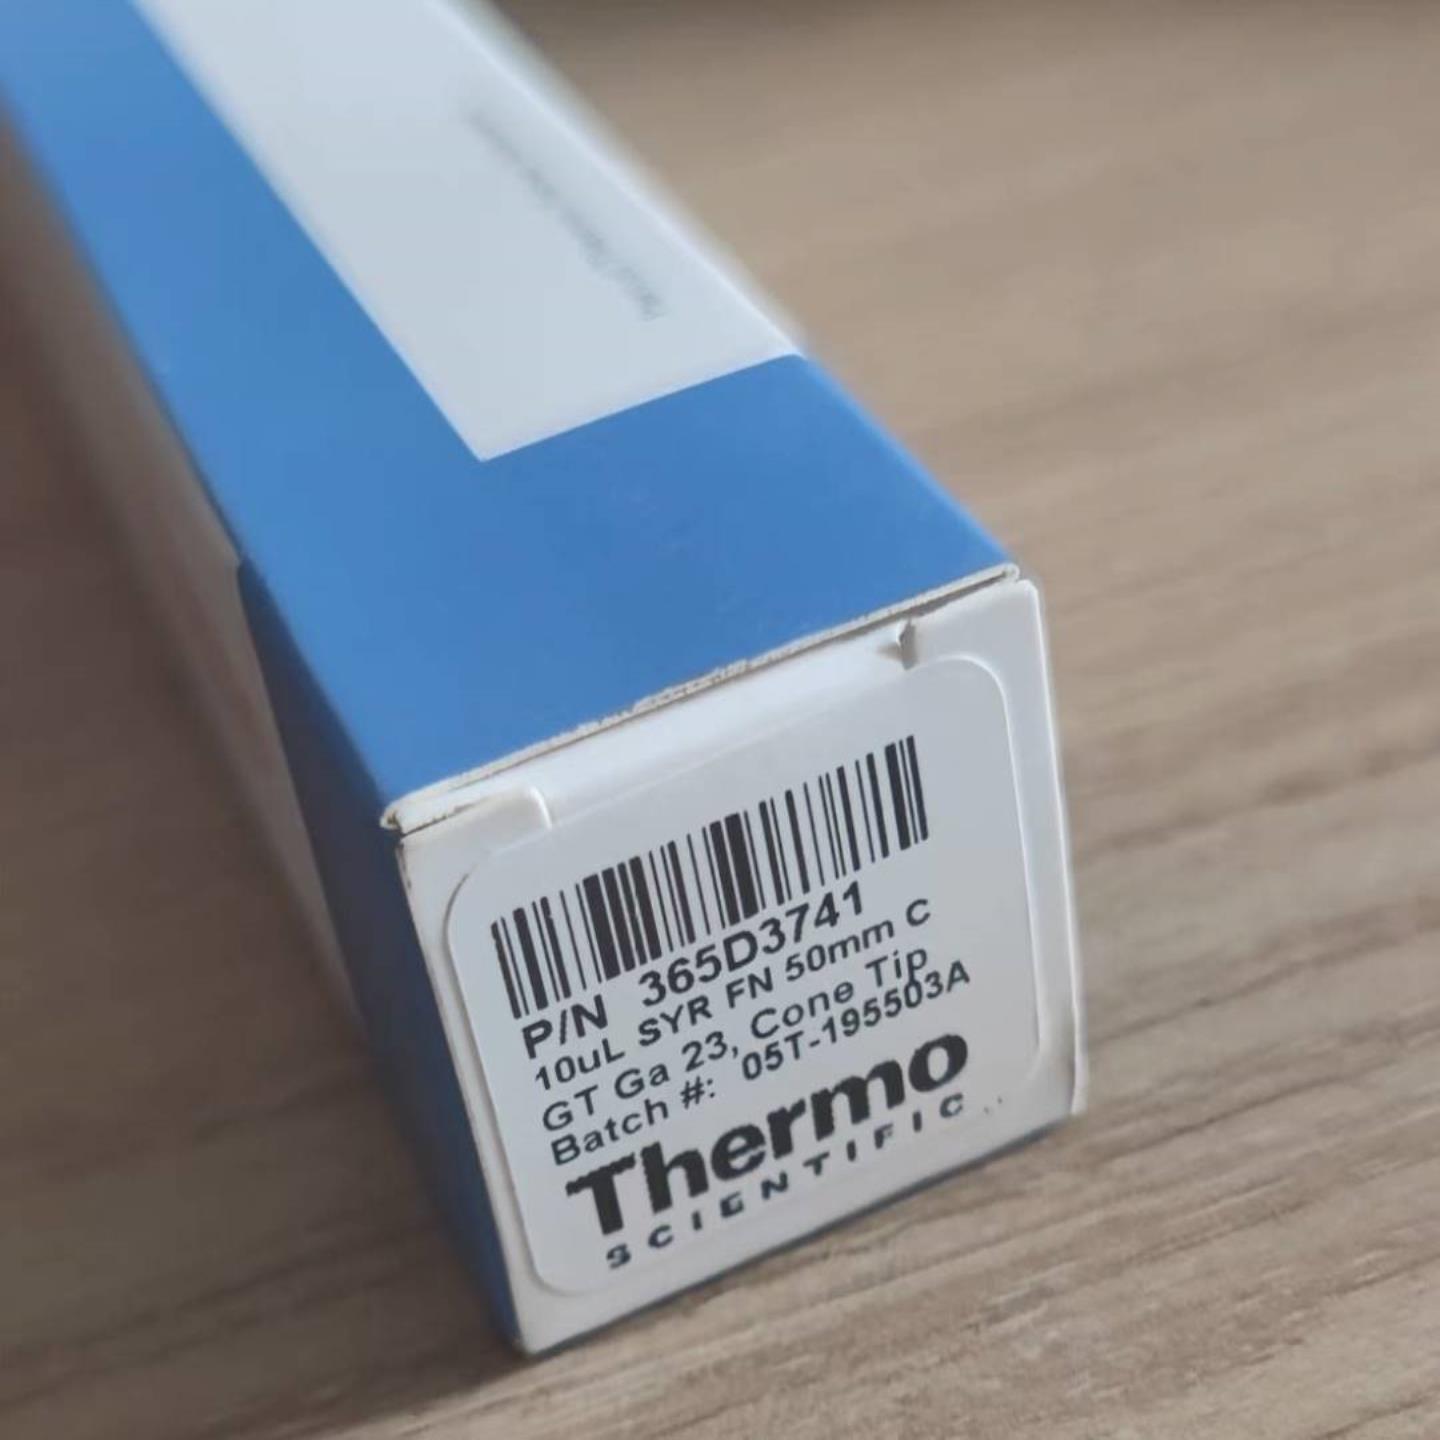 P/N 365D3741
10uL SYR FN 50mm C
GT Ga 23, Cone Tip
Batch #: 05T-195503A
Thermo
SCIENTIFIC